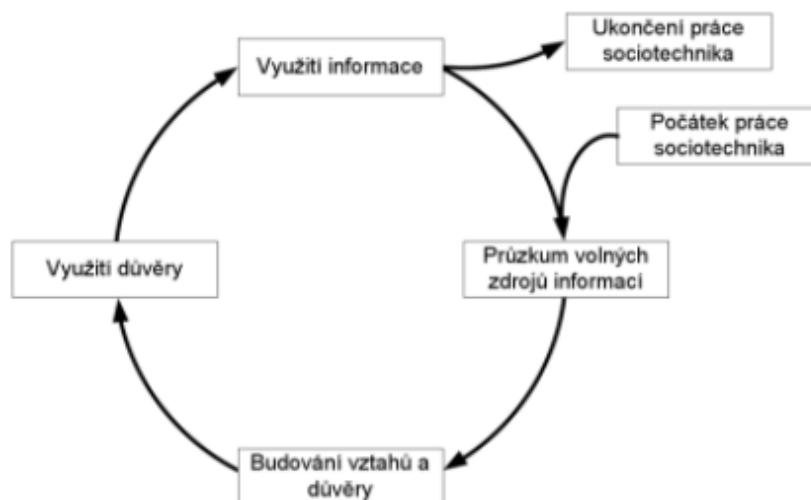 Ukončení práce
sociotechnika
Využití informace
Počátek práce
sociotechnika
Průzkum volných
zdrojů informací
Využití důvěry
Budování vztahů a
důvěry